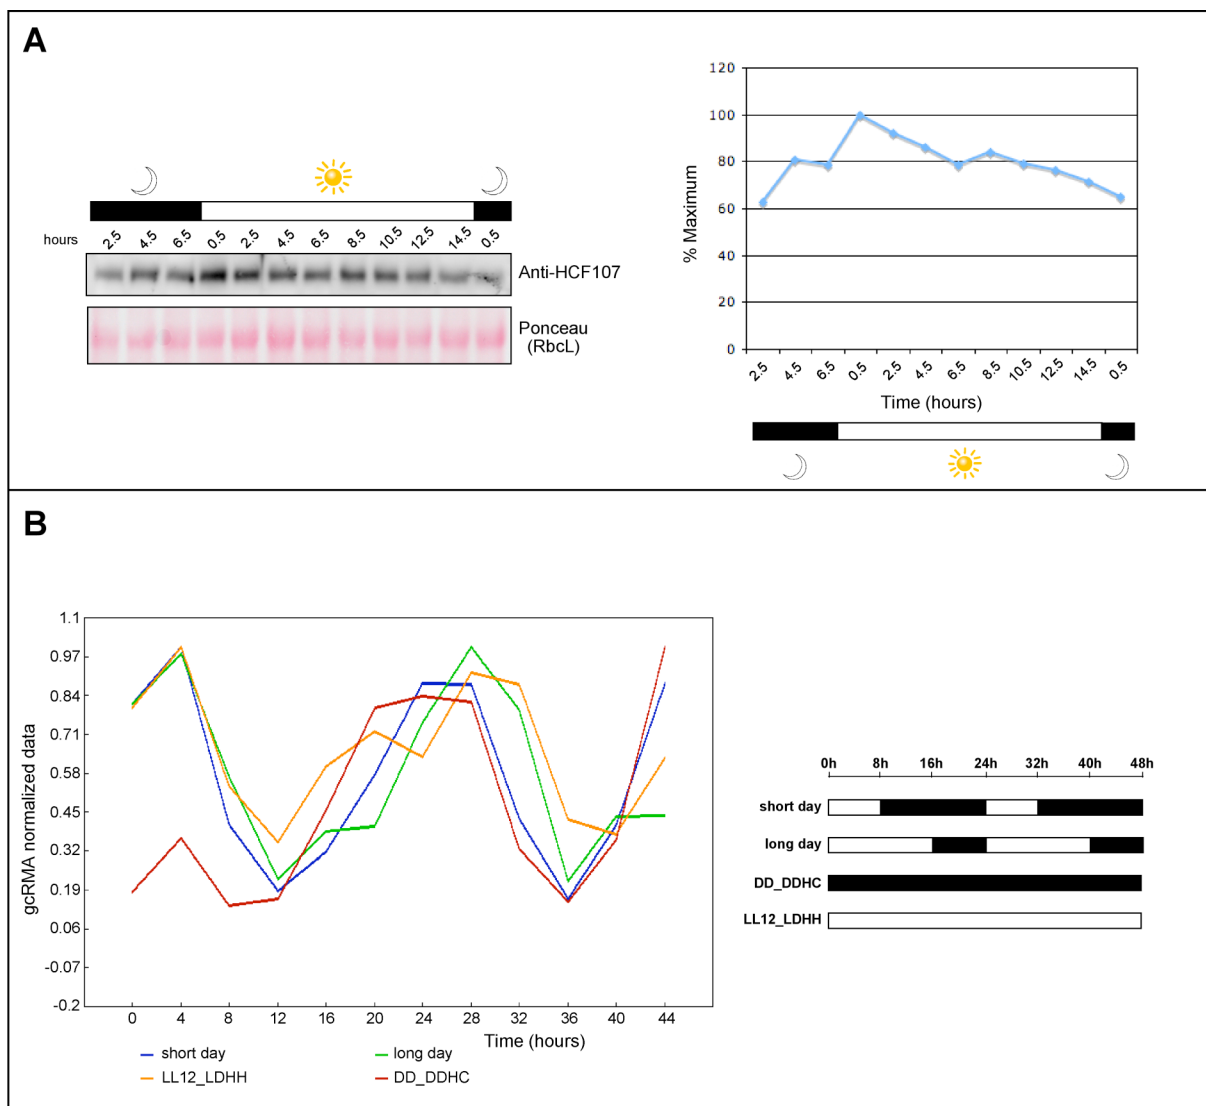 A
hours
2.5 4.5 6.5 0.5 2.5 4.5 6.5 8.5 10.5 12.5 14.5 0.5
Anti-HCF107
Ponceau
(RbcL)
120
100
80
60
40
20
0
% Maximum
2.5 4.5 6.5 0.5 2.5 4.5 6.5 8.5 10.5 12.5 14.5 0.5
Time (hours)
B
1.1
0.97
0.84
0.71
0.58
0.45
0.32
0.19
0.06
-0.07
-0.2
gcRMA normalized data
0 4 8 12 16 20 24 28 32 36 40 44
Time (hours)
short day
long day
LL12_LDHH
DD_DDHC
0h 8h 16h 24h 32h 40h 48h
short day
long day
DD_DDHC
LL12_LDHH